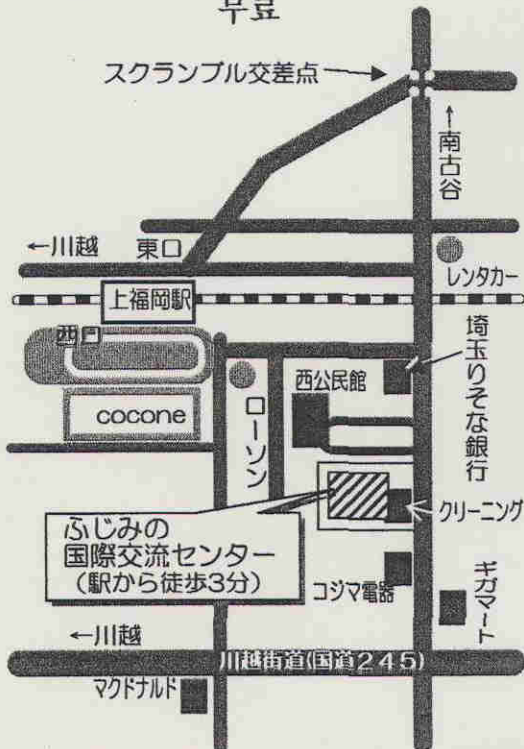 무료
スクランブル交差点
↑南古谷
←川越
東口
レンタカー
上福岡駅
西口
埼玉りそな銀行
西公民館
cocone
ローソン
クリーニング
ふじみの
国際交流センター
(駅から徒歩3分)
コジマ電器
ギガマート
←川越
川越街道(国道245)
マクドナルド